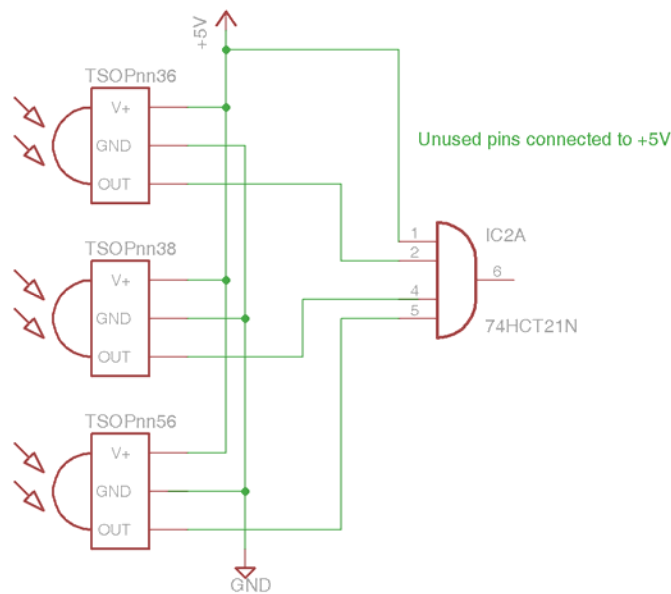 +5V
TSOPnn36
V+
GND
OUT
Unused pins connected to +5V
1
2
4
5
6
IC2A
74HCT21N
TSOPnn38
V+
GND
OUT
TSOPnn56
V+
GND
OUT
GND